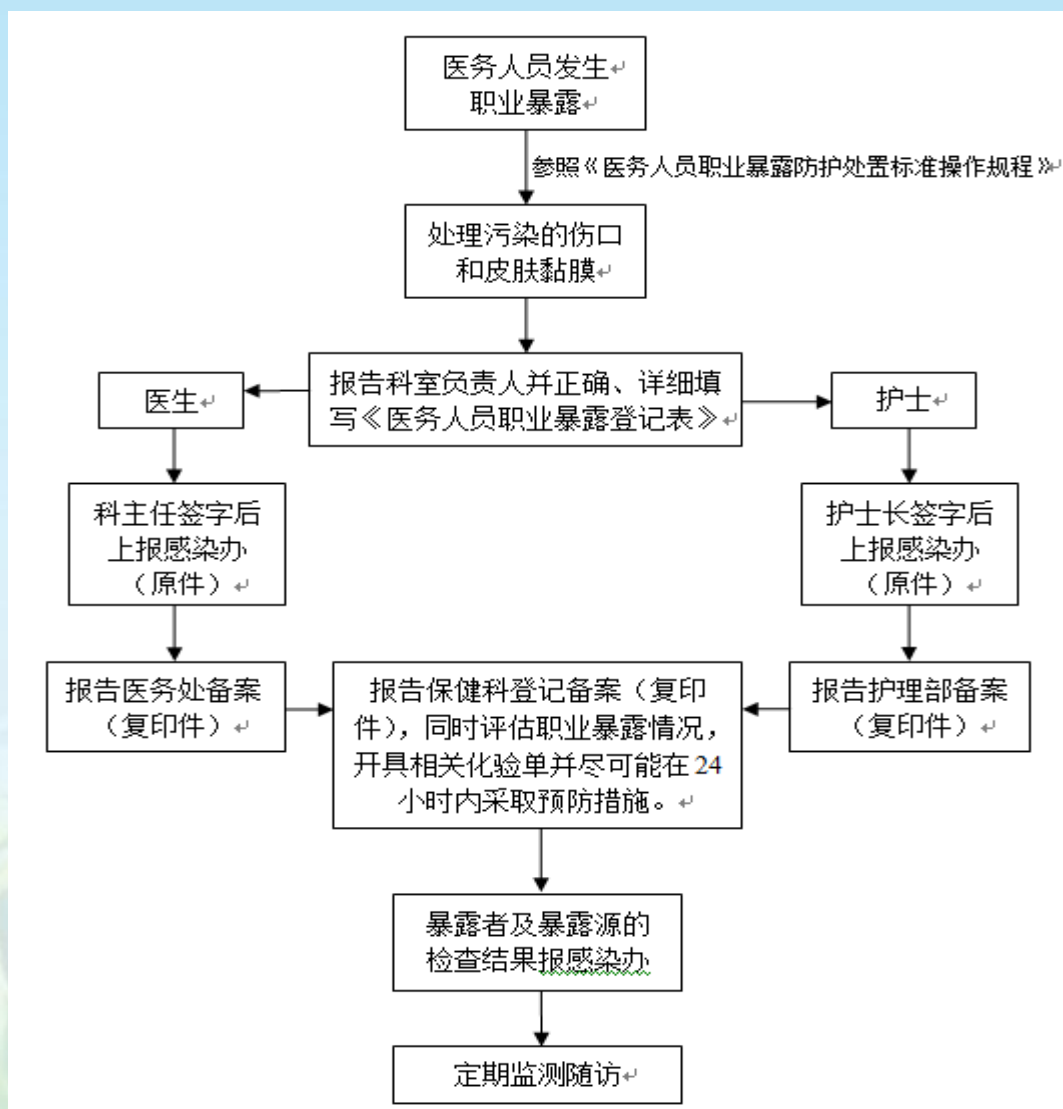 医务人员发生
职业暴露
参照《医务人员职业暴露防护处置标准操作规程》
处理污染的伤口
和皮肤黏膜
报告科室负责人并正确、详细填
写《医务人员职业暴露登记表》
医生
护士
科主任签字后
上报感染办
（原件）
护士长签字后
上报感染办
（原件）
报告医务处备案
（复印件）
报告保健科登记备案（复印
件），同时评估职业暴露情况，
开具相关化验单并尽可能在 24
小时内采取预防措施。
报告护理部备案
（复印件）
暴露者及暴露源的
检查结果报感染办
定期监测随访